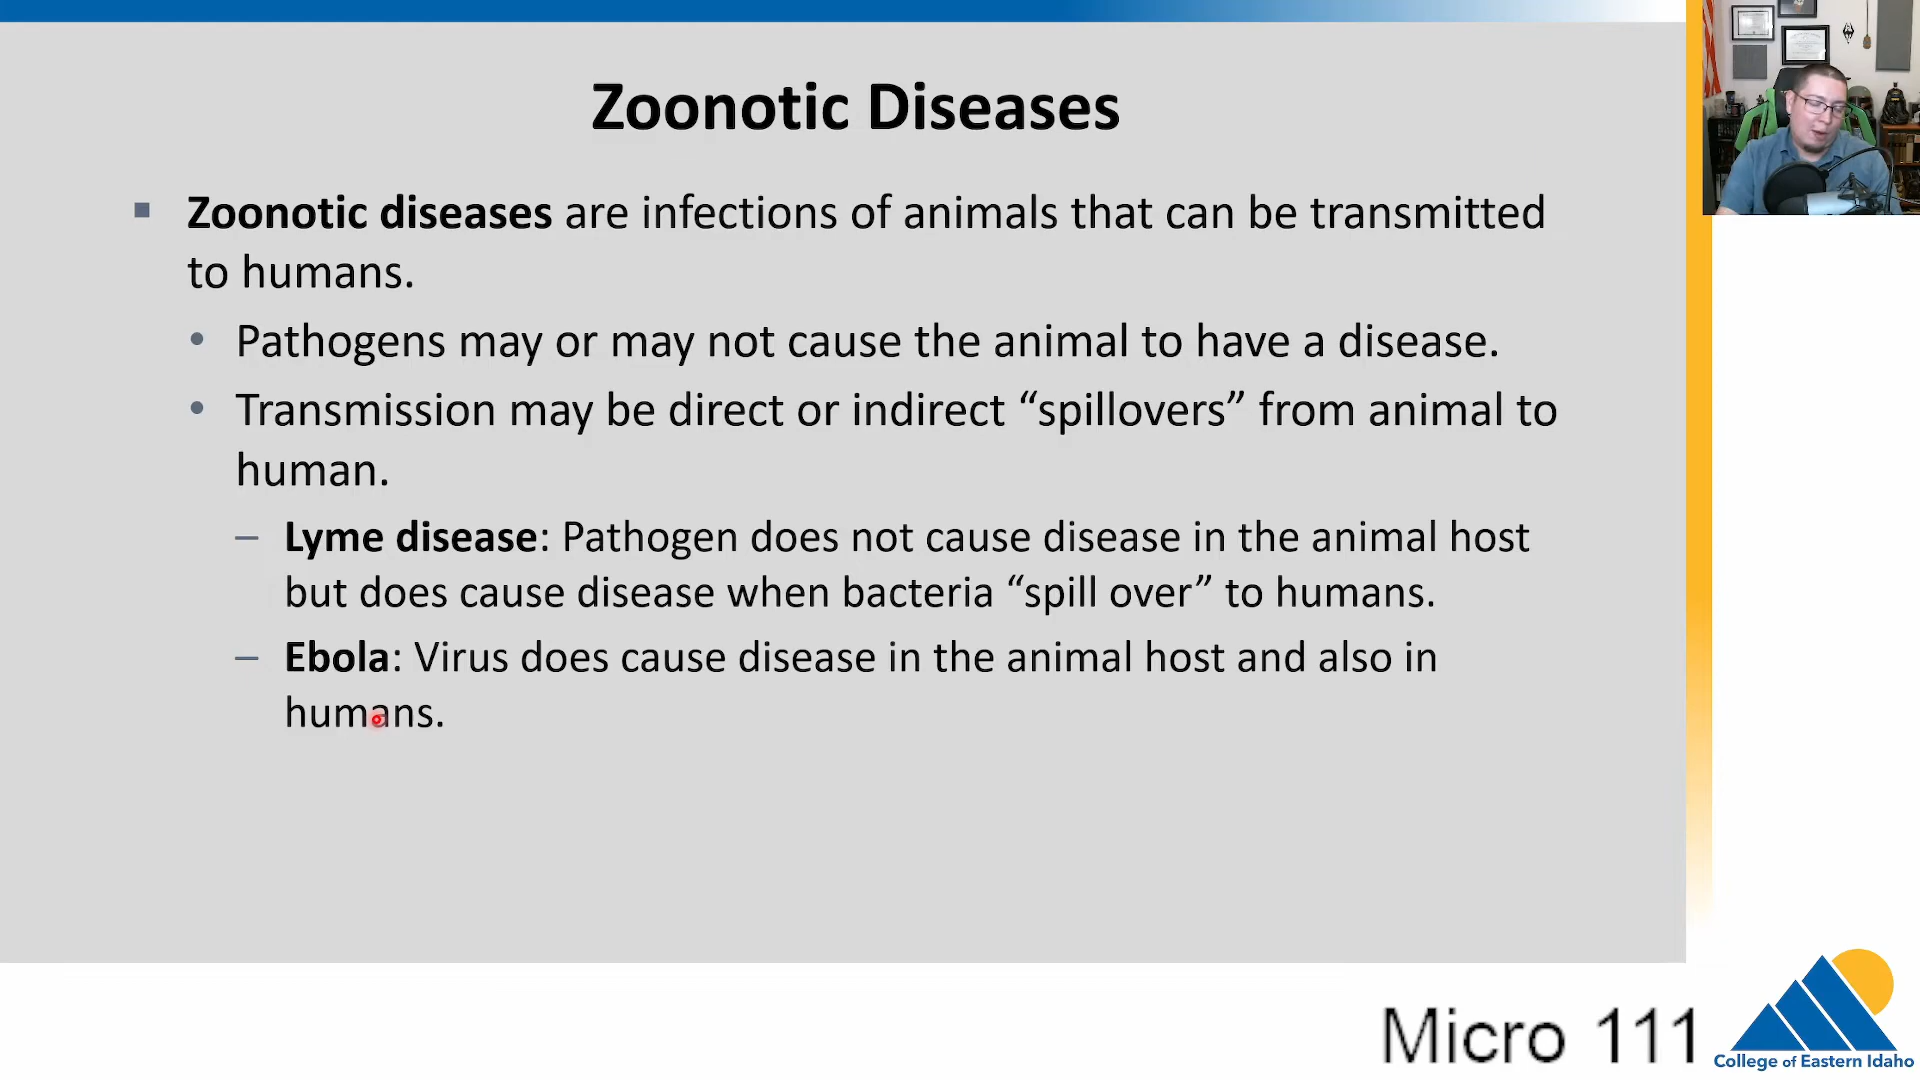 Zoonotic Diseases
Zoonotic diseases are infections of animals that can be transmitted
to humans.
Pathogens may or may not cause the animal to have a disease.
Transmission may be direct or indirect “spillovers” from animal to
human.
– Lyme disease: Pathogen does not cause disease in the animal host
but does cause disease when bacteria “spill over” to humans.
– Ebola: Virus does cause disease in the animal host and also in
humans.
Micro 111
College of Eastern Idaho